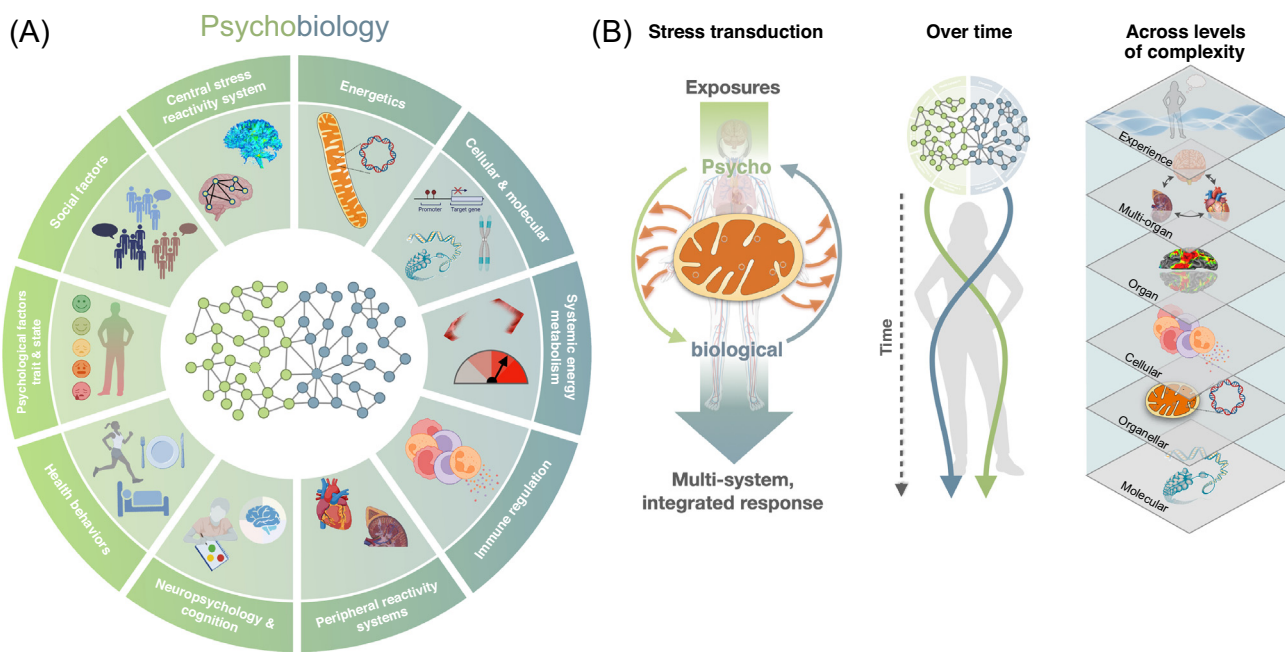 (A)
Psychobiology
Central stress
reactivity system
Energetics
Cellular & molecular
Systemic energy
metabolism
Immune regulation
Peripheral reactivity
systems
Neuropsychology &
cognition
Health behaviors
Psychological factors
trait & state
Social factors
Promoter
Target gene
(B)
Stress transduction
Exposures
Psycho
biological
Multi-system,
integrated response
Over time
Time
Across levels
of complexity
Experience
Multi-organ
Organ
Cellular
Organellar
Molecular